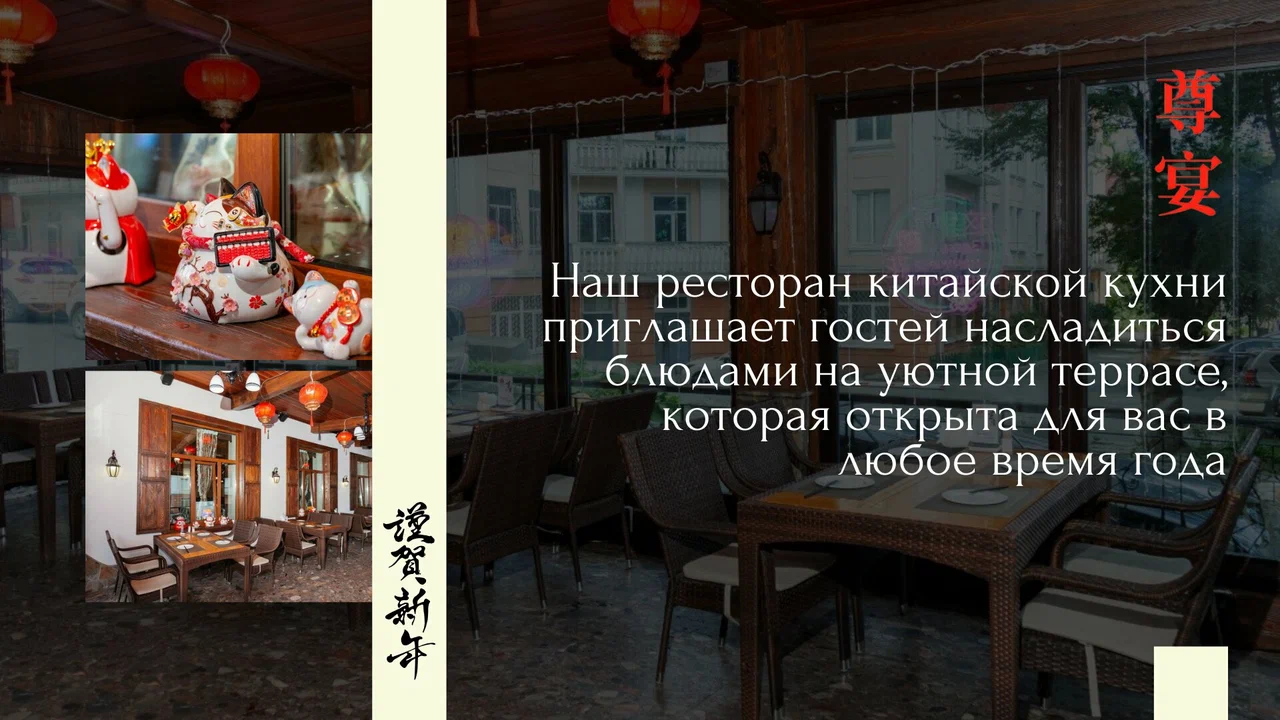 尊宴
Наш ресторан китайской кухни
приглашает гостей насладиться
блюдами на уютной террасе,
которая открыта для вас в
любое время года
謹賀新年